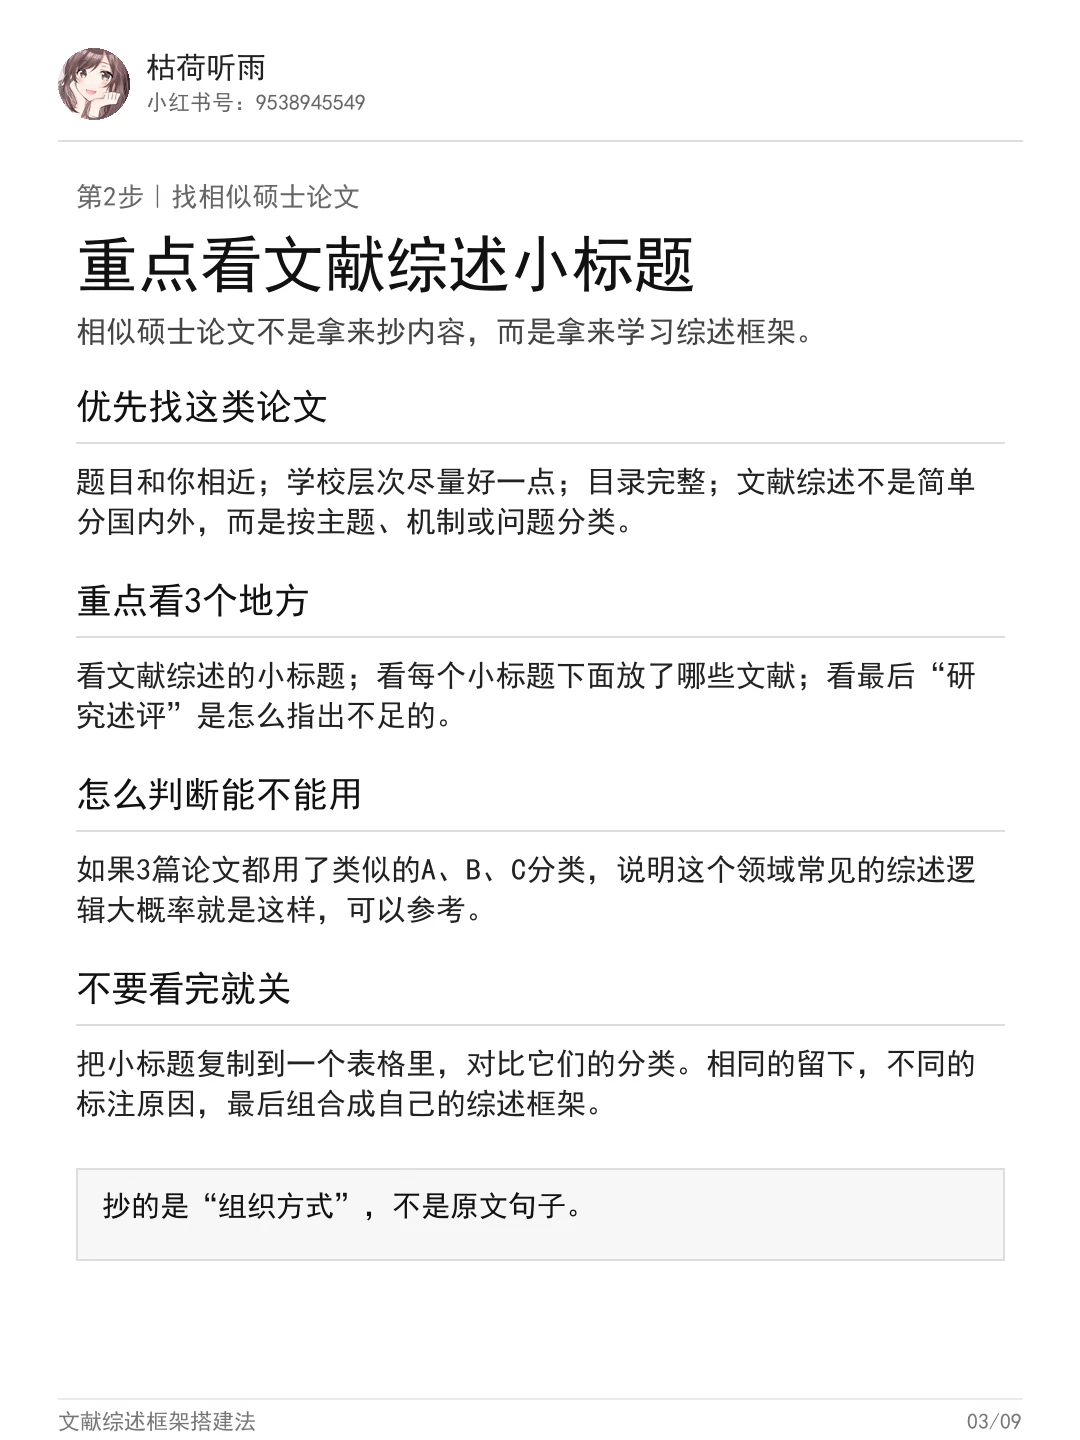 枯荷听雨
小红书号：9538945549
第2步｜找相似硕士论文
重点看文献综述小标题
相似硕士论文不是拿来抄内容，而是拿来学习综述框架。
优先找这类论文
题目和你相近；学校层次尽量好一点；目录完整；文献综述不是简单
分国内外，而是按主题、机制或问题分类。
重点看3个地方
看文献综述的小标题；看每个小标题下面放了哪些文献；看最后“研
究述评”是怎么指出不足的。
怎么判断能不能用
如果3篇论文都用了类似的A、B、C分类，说明这个领域常见的综述逻
辑大概率就是这样，可以参考。
不要看完就关
把小标题复制到一个表格里，对比它们的分类。相同的留下，不同的
标注原因，最后组合成自己的综述框架。
抄的是“组织方式”，不是原文句子。
文献综述框架搭建法
03/09